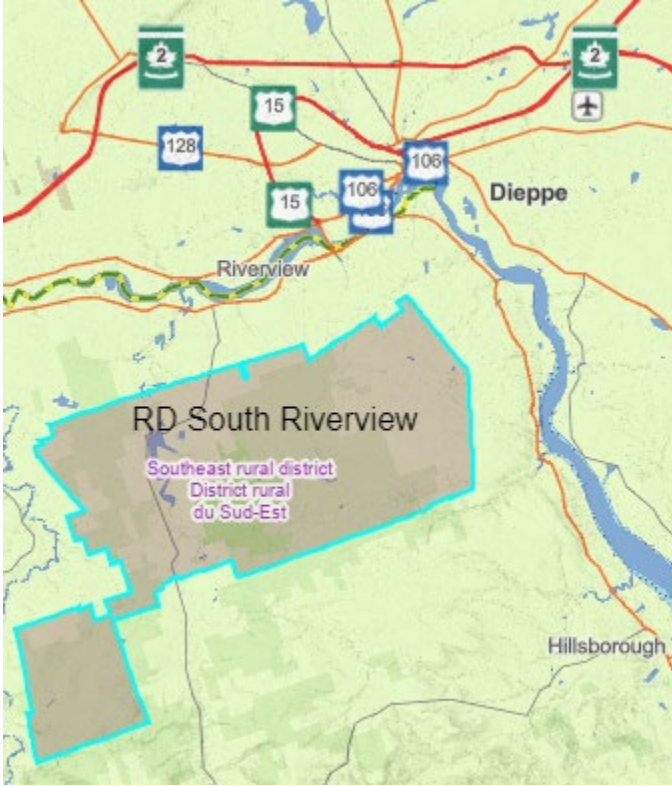 2
2
15
128
106
106
15
Dieppe
Riverview
RD South Riverview
Southeast rural district
District rural
du Sud-Est
Hillsborough